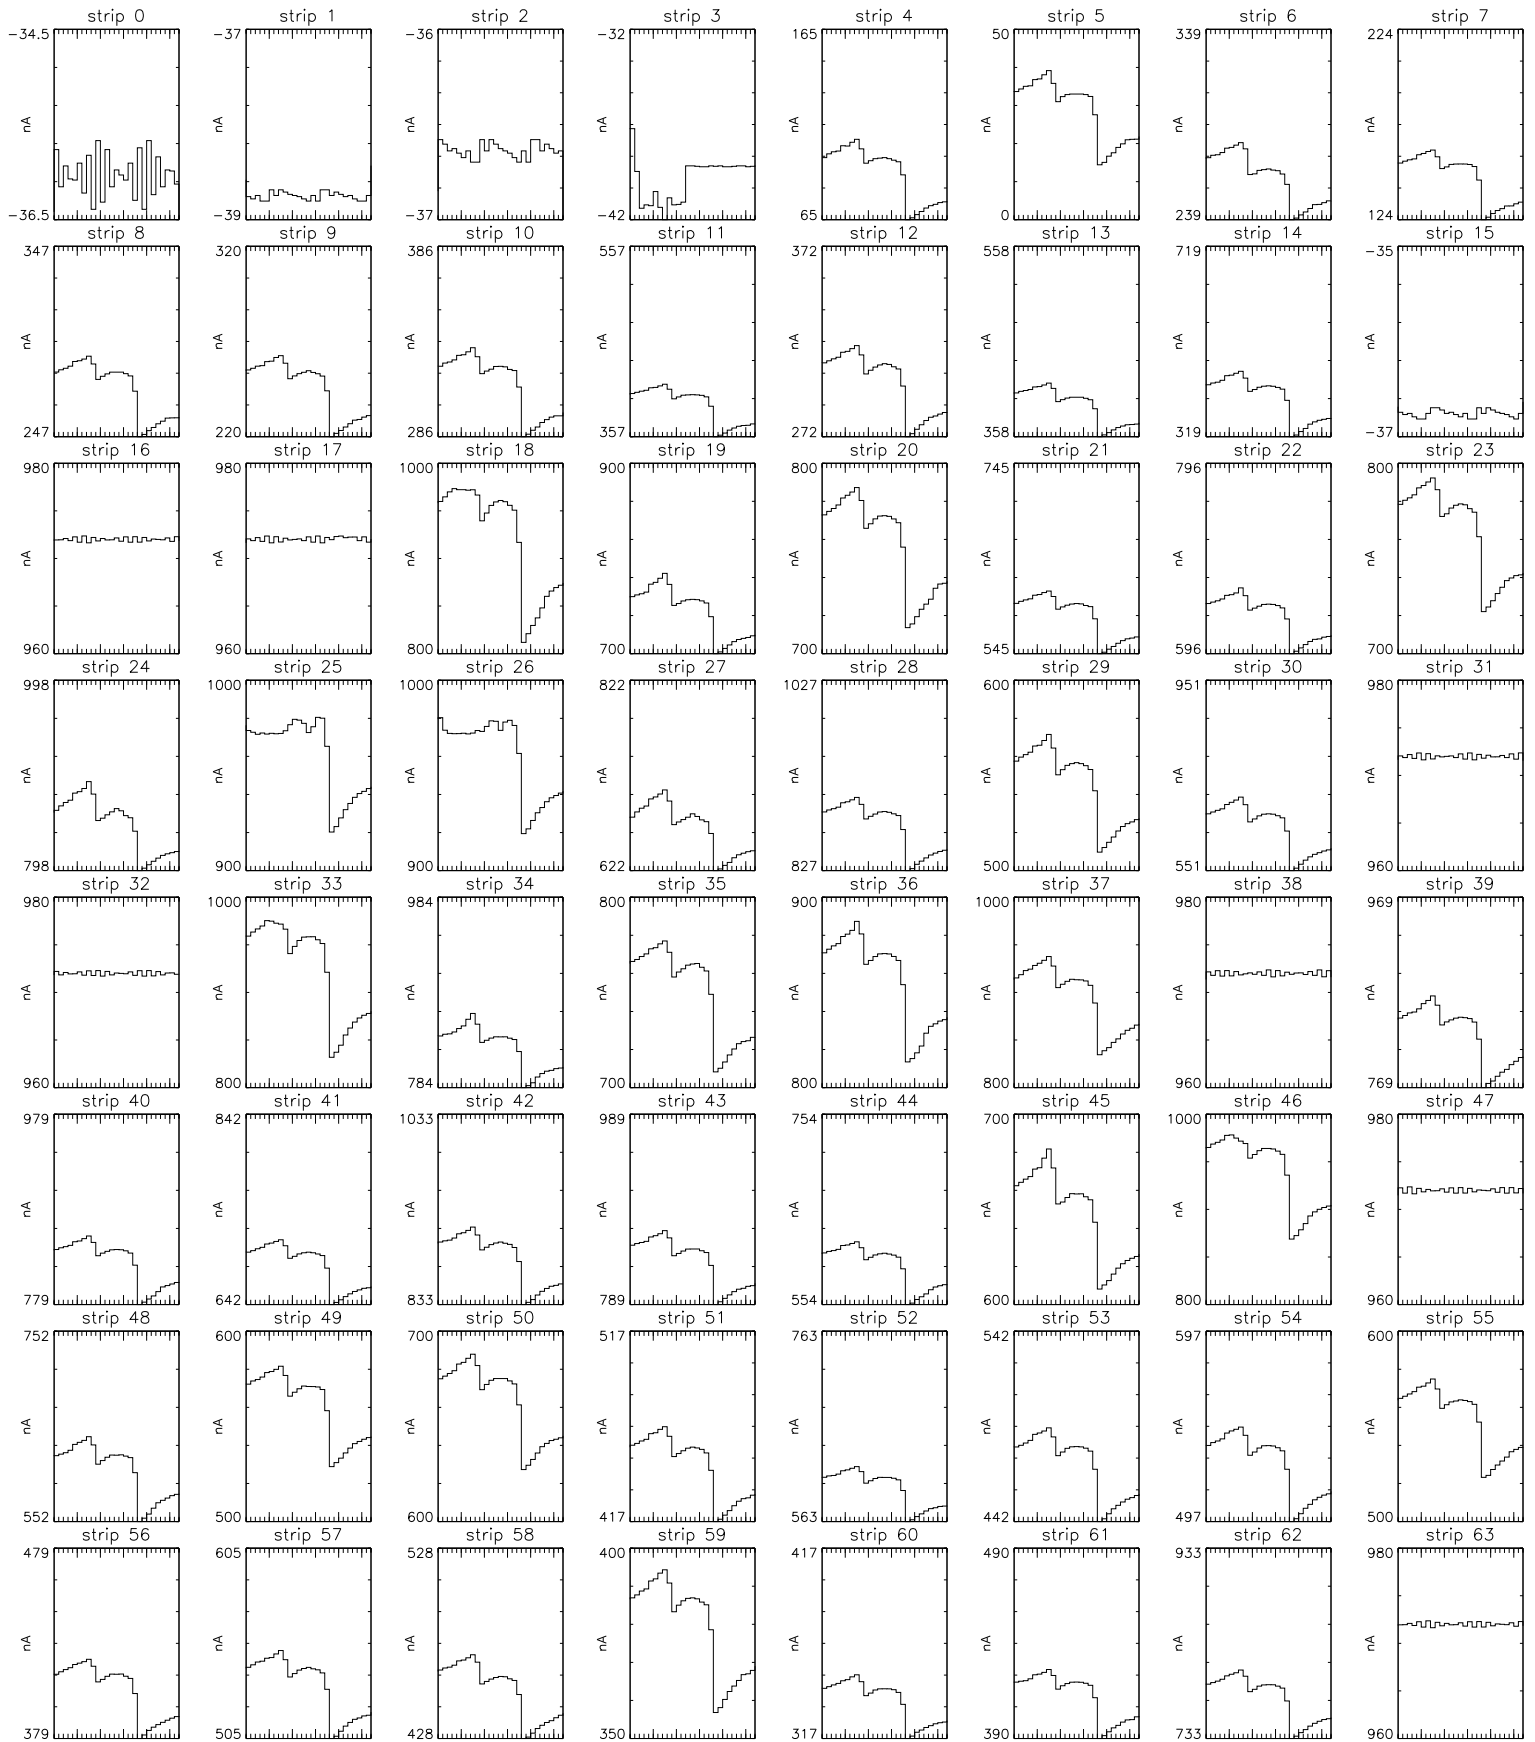 strip 0 strip 1 strip 2 strip 3 strip 4 strip 5 strip 6 strip 7
-34.5 -37 -36 -32 165 50 339 224
nA nA nA nA nA nA nA nA
-36.5 -39 -37 -42 65 0 239 124
strip 8 strip 9 strip 10 strip 11 strip 12 strip 13 strip 14 strip 15
347 320 386 557 372 558 719 -35
nA nA nA nA nA nA nA nA
247 220 286 357 272 358 319 -37
strip 16 strip 17 strip 18 strip 19 strip 20 strip 21 strip 22 strip 23
980 980 1000 900 800 745 796 800
nA nA nA nA nA nA nA nA
960 960 800 700 700 545 596 700
strip 24 strip 25 strip 26 strip 27 strip 28 strip 29 strip 30 strip 31
998 1000 1000 822 1027 600 951 980
nA nA nA nA nA nA nA nA
798 900 900 622 827 500 551 960
strip 32 strip 33 strip 34 strip 35 strip 36 strip 37 strip 38 strip 39
980 1000 984 800 900 1000 980 969
nA nA nA nA nA nA nA nA
960 800 784 700 800 800 960 769
strip 40 strip 41 strip 42 strip 43 strip 44 strip 45 strip 46 strip 47
979 842 1033 989 754 700 1000 980
nA nA nA nA nA nA nA nA
779 642 833 789 554 600 800 960
strip 48 strip 49 strip 50 strip 51 strip 52 strip 53 strip 54 strip 55
752 600 700 517 763 542 597 600
nA nA nA nA nA nA nA nA
552 500 600 417 563 442 497 500
strip 56 strip 57 strip 58 strip 59 strip 60 strip 61 strip 62 strip 63
479 605 528 400 417 490 933 980
nA nA nA nA nA nA nA nA
379 505 428 350 317 390 733 960